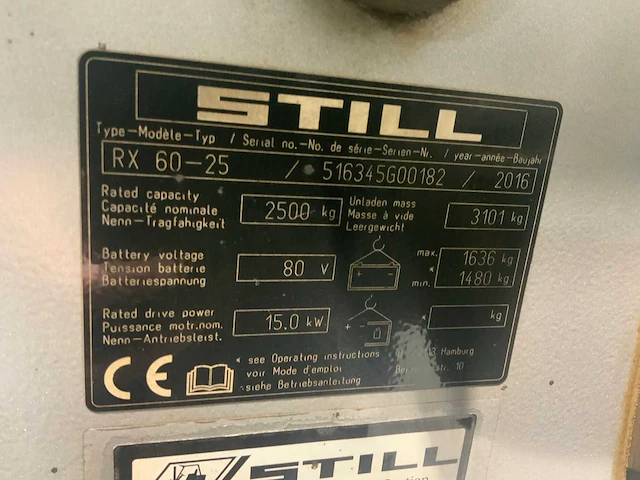 STILL
Type-Modèle-Typ / Serial no.-No. de série-Serien-Nr. / year-année-Baujahr
RX 60-25 / 516345G00182 / 2016
Rated capacity
Capacité nominale
Nenn-Tragfähigkeit
2500 kg
Unladen mass
Masse à vide
Leergewicht
3101 kg
Battery voltage
Tension batterie
Batteriespannung
80 V
max. 1636 kg
min. 1480 kg
Rated drive power
Puissance motr.nom.
Nenn-Antriebsleist.
15.0 kW
kg
CE
see Operating instructions
voir Mode d'emploi
siehe Betriebsanleitung
Hamburg
10
STILL